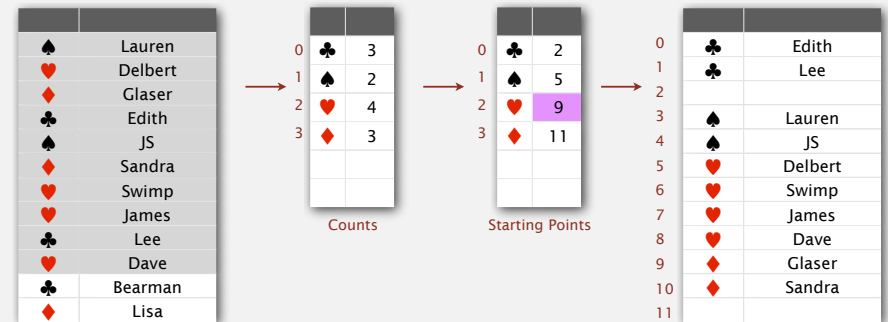 ♠ Lauren
♥ Delbert
♦ Glaser
♣ Edith
♠ JS
♦ Sandra
♥ Swimp
♥ James
♣ Lee
♥ Dave
♣ Bearman
♦ Lisa
0 ♣ 3
1 ♠ 2
2 ♥ 4
3 ♦ 3
Counts
0 ♣ 2
1 ♠ 5
2 ♥ 9
3 ♦ 11
Starting Points
0 ♣ Edith
1 ♣ Lee
2
3 ♠ Lauren
4 ♠ JS
5 ♥ Delbert
6 ♥ Swimp
7 ♥ James
8 ♥ Dave
9 ♦ Glaser
10 ♦ Sandra
11